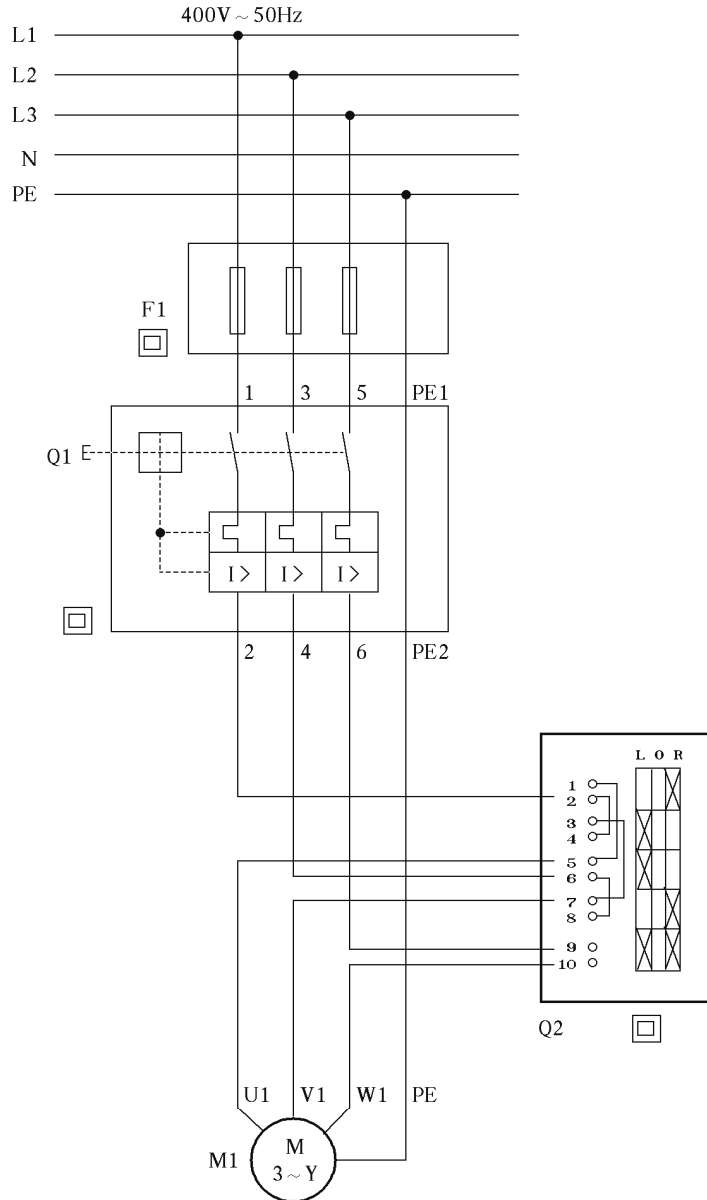 400V ~ 50Hz
L1
L2
L3
N
PE
F1
1 3 5 PE1
Q1
I> I> I>
2 4 6 PE2
L O R
1
2
3
4
5
6
7
8
9
10
Q2
U1 V1 W1 PE
M1
M
3 ~ Y